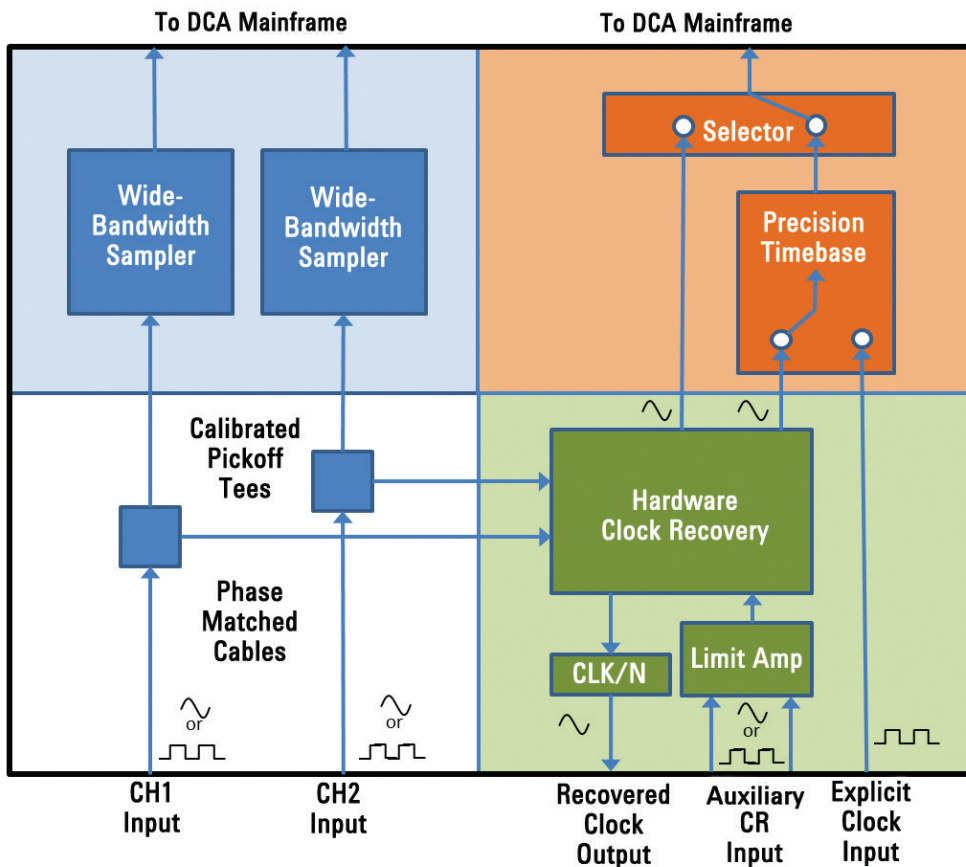 To DCA Mainframe
To DCA Mainframe
Selector
Wide-
Bandwidth
Sampler
Wide-
Bandwidth
Sampler
Precision
Timebase
Calibrated
Pickoff
Tees
Hardware
Clock Recovery
Phase
Matched
Cables
CLK/N
Limit Amp
or
or
or
CH1
Input
CH2
Input
Recovered
Clock
Output
Auxiliary
CR
Input
Explicit
Clock
Input